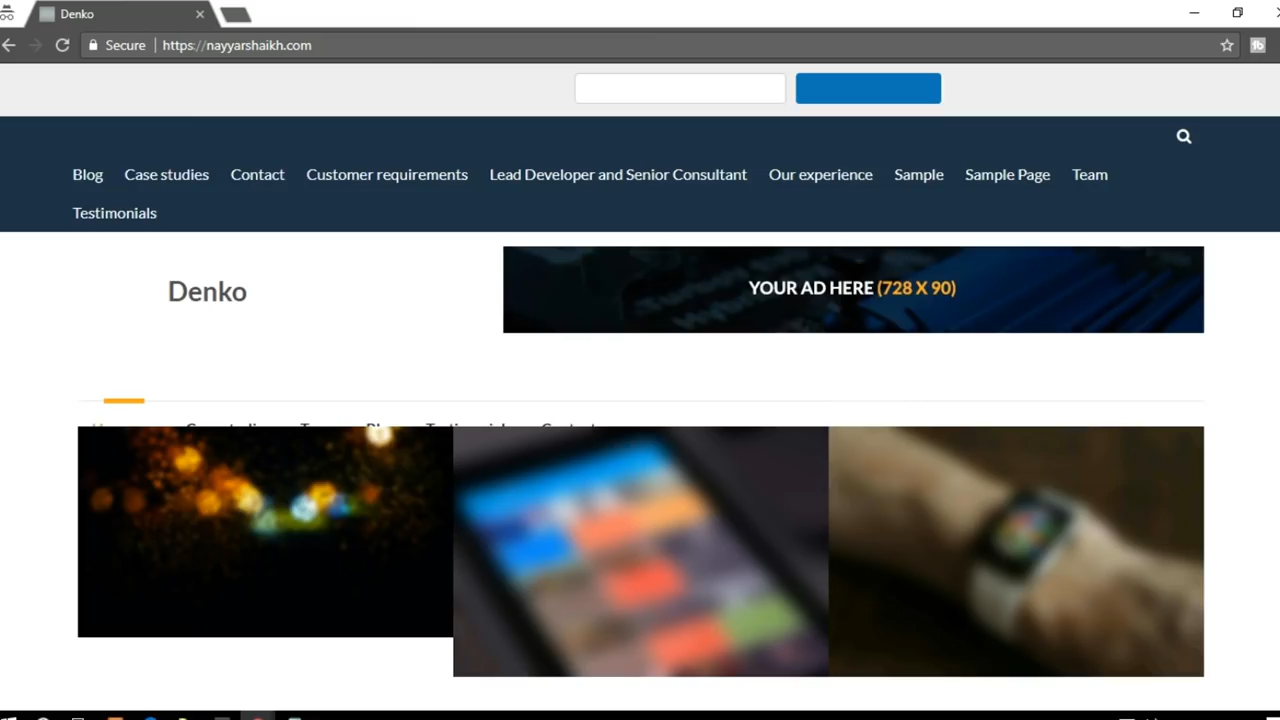 Denko
Secure
https://nayyarshaikh.com
Blog Case studies Contact Customer requirements Lead Developer and Senior Consultant Our experience Sample Sample Page Team
Testimonials
Denko
YOUR AD HERE (728 X 90)